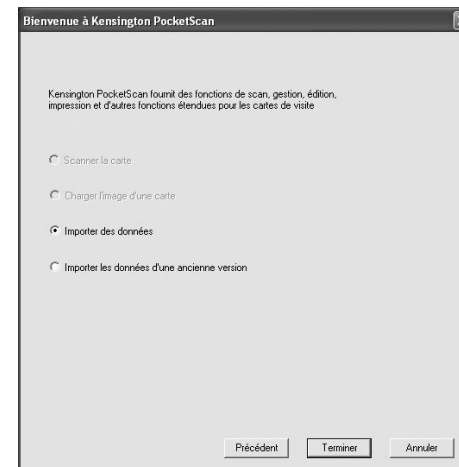 Bienvenue à Kensington PocketScan
Kensington PocketScan fournit des fonctions de scan, gestion, édition,
impression et d'autres fonctions étendues pour les cartes de visite
Scanner la carte
Charger l'image d'une carte
Importer des données
Importer les données d'une ancienne version
Précédent Terminer Annuler